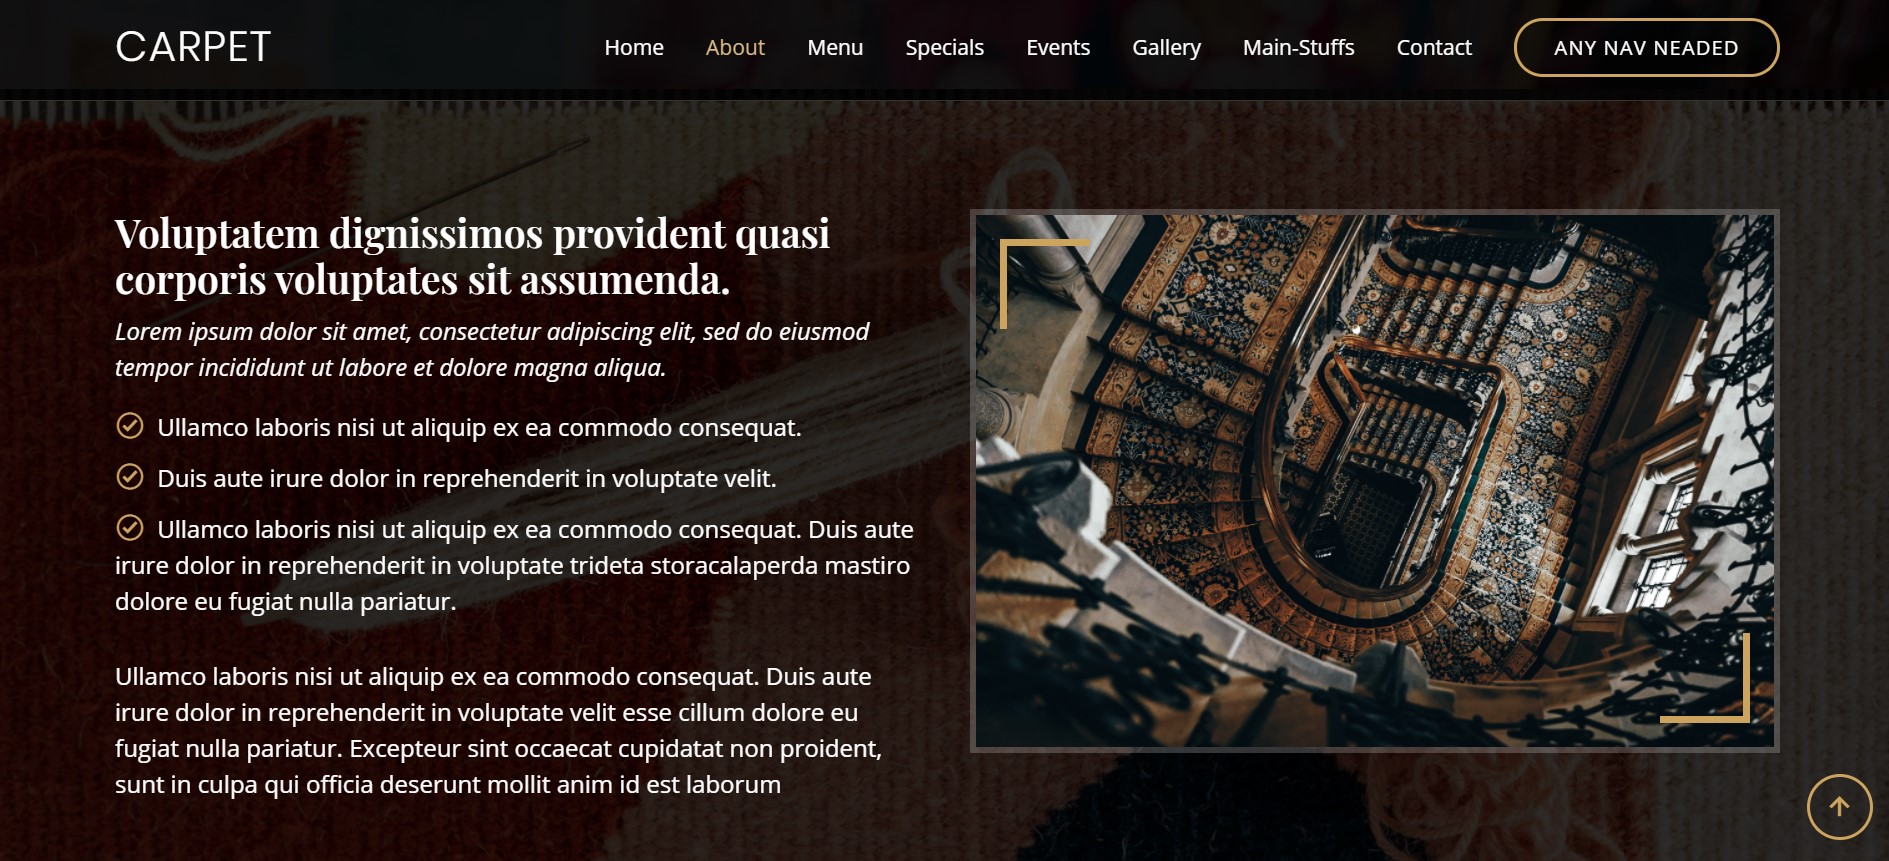 CARPET
Home About Menu Specials Events Gallery Main-Stuffs Contact ANY NAV NEADED
Voluptatem dignissimos provident quasi
corporis voluptates sit assumenda.
Lorem ipsum dolor sit amet, consectetur adipiscing elit, sed do eiusmod
tempor incididunt ut labore et dolore magna aliqua.
Ullamco laboris nisi ut aliquip ex ea commodo consequat.
Duis aute irure dolor in reprehenderit in voluptate velit.
Ullamco laboris nisi ut aliquip ex ea commodo consequat. Duis aute
irure dolor in reprehenderit in voluptate trideta storacalaperda mastiro
dolore eu fugiat nulla pariatur.
Ullamco laboris nisi ut aliquip ex ea commodo consequat. Duis aute
irure dolor in reprehenderit in voluptate velit esse cillum dolore eu
fugiat nulla pariatur. Excepteur sint occaecat cupidatat non proident,
sunt in culpa qui officia deserunt mollit anim id est laborum